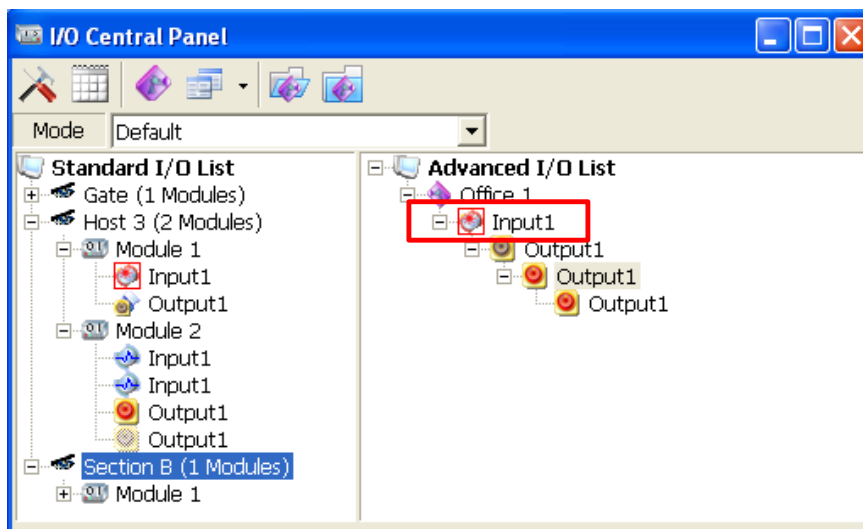 I/O Central Panel
Mode Default
Standard I/O List
Gate (1 Modules)
Host 3 (2 Modules)
Module 1
Input1
Output1
Module 2
Input1
Input1
Output1
Output1
Section B (1 Modules)
Module 1
Advanced I/O List
Office 1
Input1
Output1
Output1
Output1